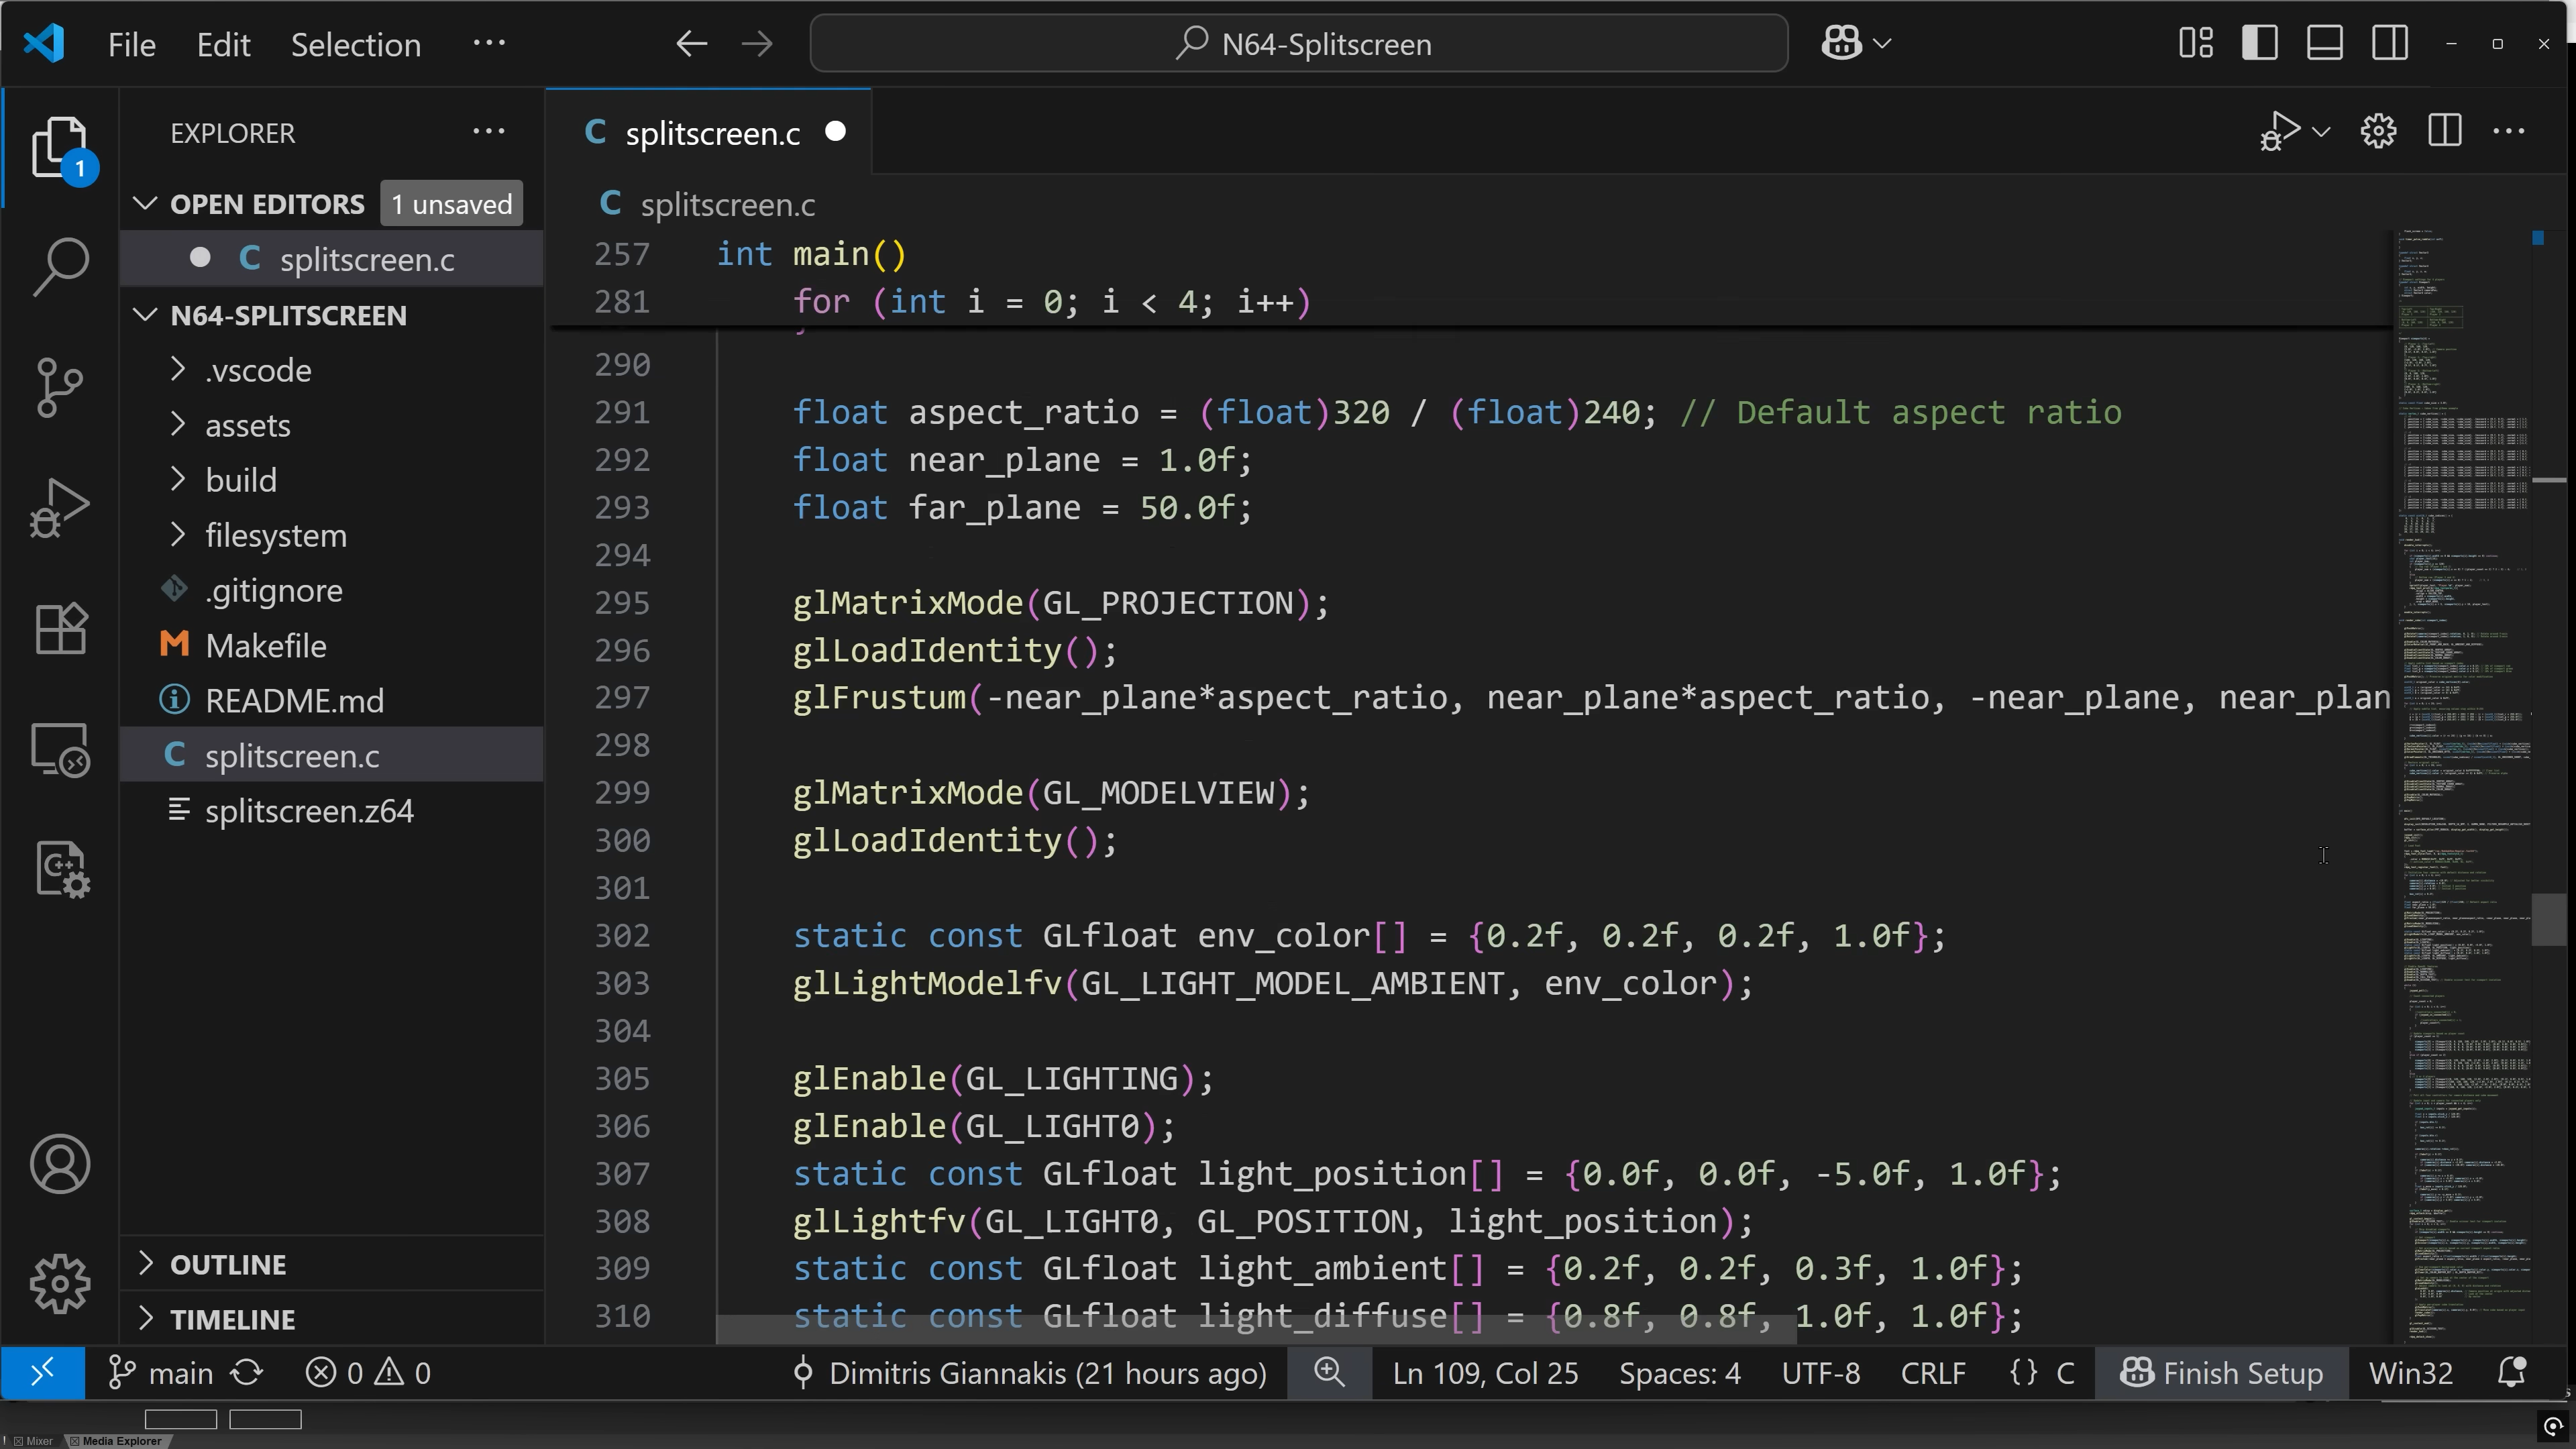 File Edit Selection ··· N64-Splitscreen
EXPLORER ···
1
OPEN EDITORS 1 unsaved
C splitscreen.c
N64-SPLITSCREEN
.vscode
assets
build
filesystem
.gitignore
M Makefile
README.md
C splitscreen.c
splitscreen.z64
OUTLINE
TIMELINE
C splitscreen.c
C splitscreen.c
257 int main()
281 for (int i = 0; i < 4; i++)
290
291 float aspect_ratio = (float)320 / (float)240; // Default aspect ratio
292 float near_plane = 1.0f;
293 float far_plane = 50.0f;
294
295 glMatrixMode(GL_PROJECTION);
296 glLoadIdentity();
297 glFrustum(-near_plane*aspect_ratio, near_plane*aspect_ratio, -near_plane, near_plan
298
299 glMatrixMode(GL_MODELVIEW);
300 glLoadIdentity();
301
302 static const GLfloat env_color[] = {0.2f, 0.2f, 0.2f, 1.0f};
303 glLightModelfv(GL_LIGHT_MODEL_AMBIENT, env_color);
304
305 glEnable(GL_LIGHTING);
306 glEnable(GL_LIGHT0);
307 static const GLfloat light_position[] = {0.0f, 0.0f, -5.0f, 1.0f};
308 glLightfv(GL_LIGHT0, GL_POSITION, light_position);
309 static const GLfloat light_ambient[] = {0.2f, 0.2f, 0.3f, 1.0f};
310 static const GLfloat light_diffuse[] = {0.8f, 0.8f, 1.0f, 1.0f};
main 0 0 Dimitris Giannakis (21 hours ago) Ln 109, Col 25 Spaces: 4 UTF-8 CRLF {} C Finish Setup Win32
Mixer Media Explorer